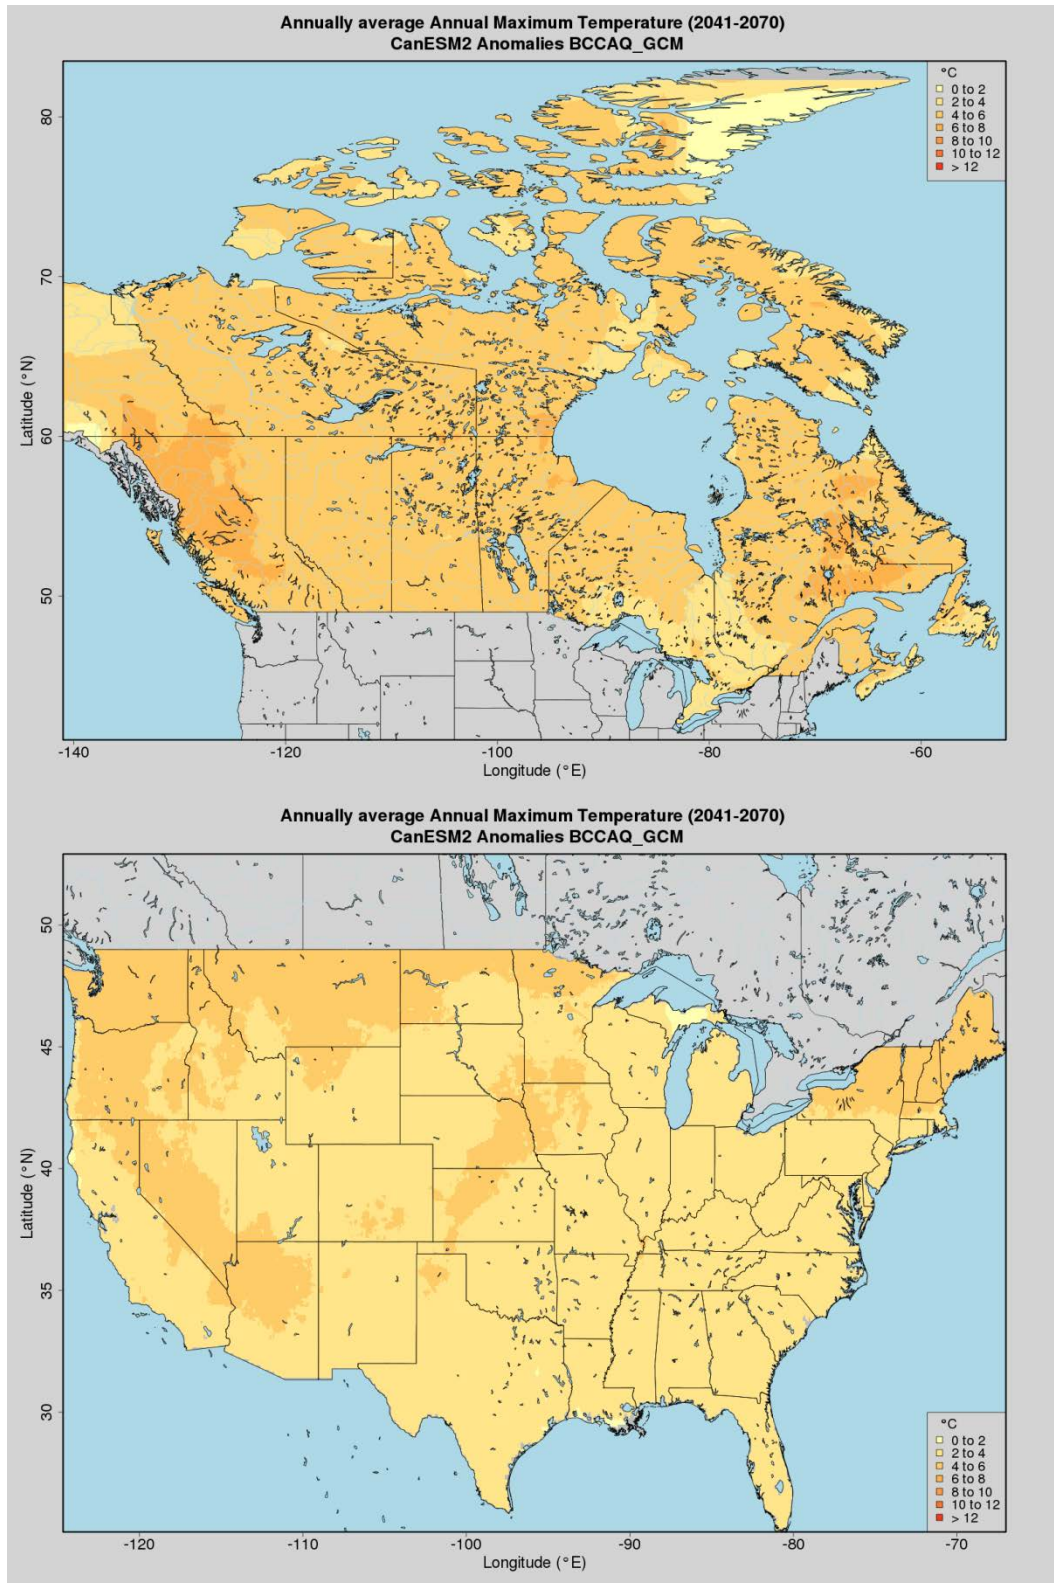 Annually average Annual Maximum Temperature (2041-2070)
CanESM2 Anomalies BCCAQ_GCM
°C
0 to 2
2 to 4
4 to 6
6 to 8
8 to 10
10 to 12
> 12
80
70
60
50
Latitude (°N)
-140
-120
-100
-80
-60
Longitude (°E)
Annually average Annual Maximum Temperature (2041-2070)
CanESM2 Anomalies BCCAQ_GCM
50
45
40
35
30
Latitude (°N)
°C
0 to 2
2 to 4
4 to 6
6 to 8
8 to 10
10 to 12
> 12
-120
-110
-100
-90
-80
-70
Longitude (°E)